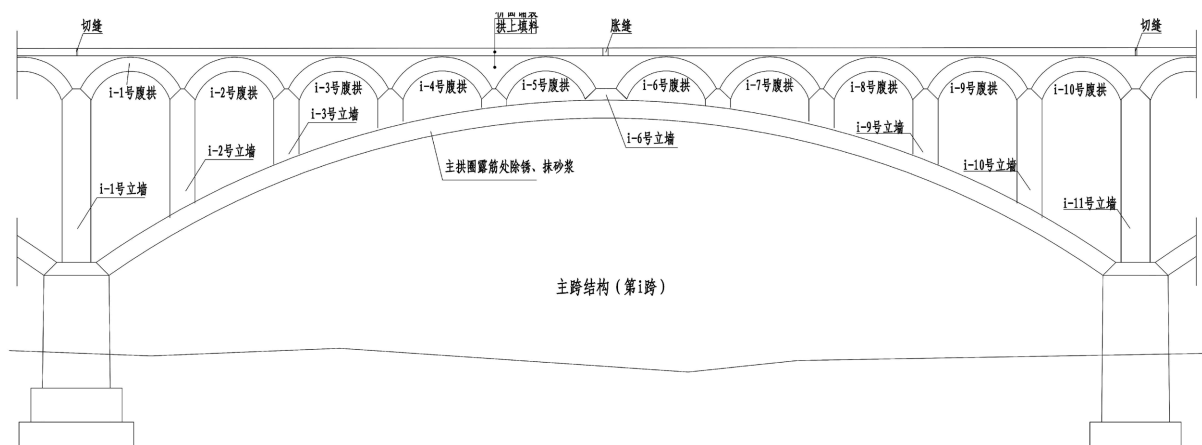 切缝
拱上填料
胀缝
切缝
i-1号腹拱
i-2号腹拱
i-3号腹拱
i-4号腹拱
i-5号腹拱
i-6号腹拱
i-7号腹拱
i-8号腹拱
i-9号腹拱
i-10号腹拱
i-3号立墙
i-6号立墙
i-9号立墙
i-2号立墙
主拱圈露筋处除锈、抹砂浆
i-10号立墙
i-1号立墙
i-11号立墙
主跨结构(第i跨)